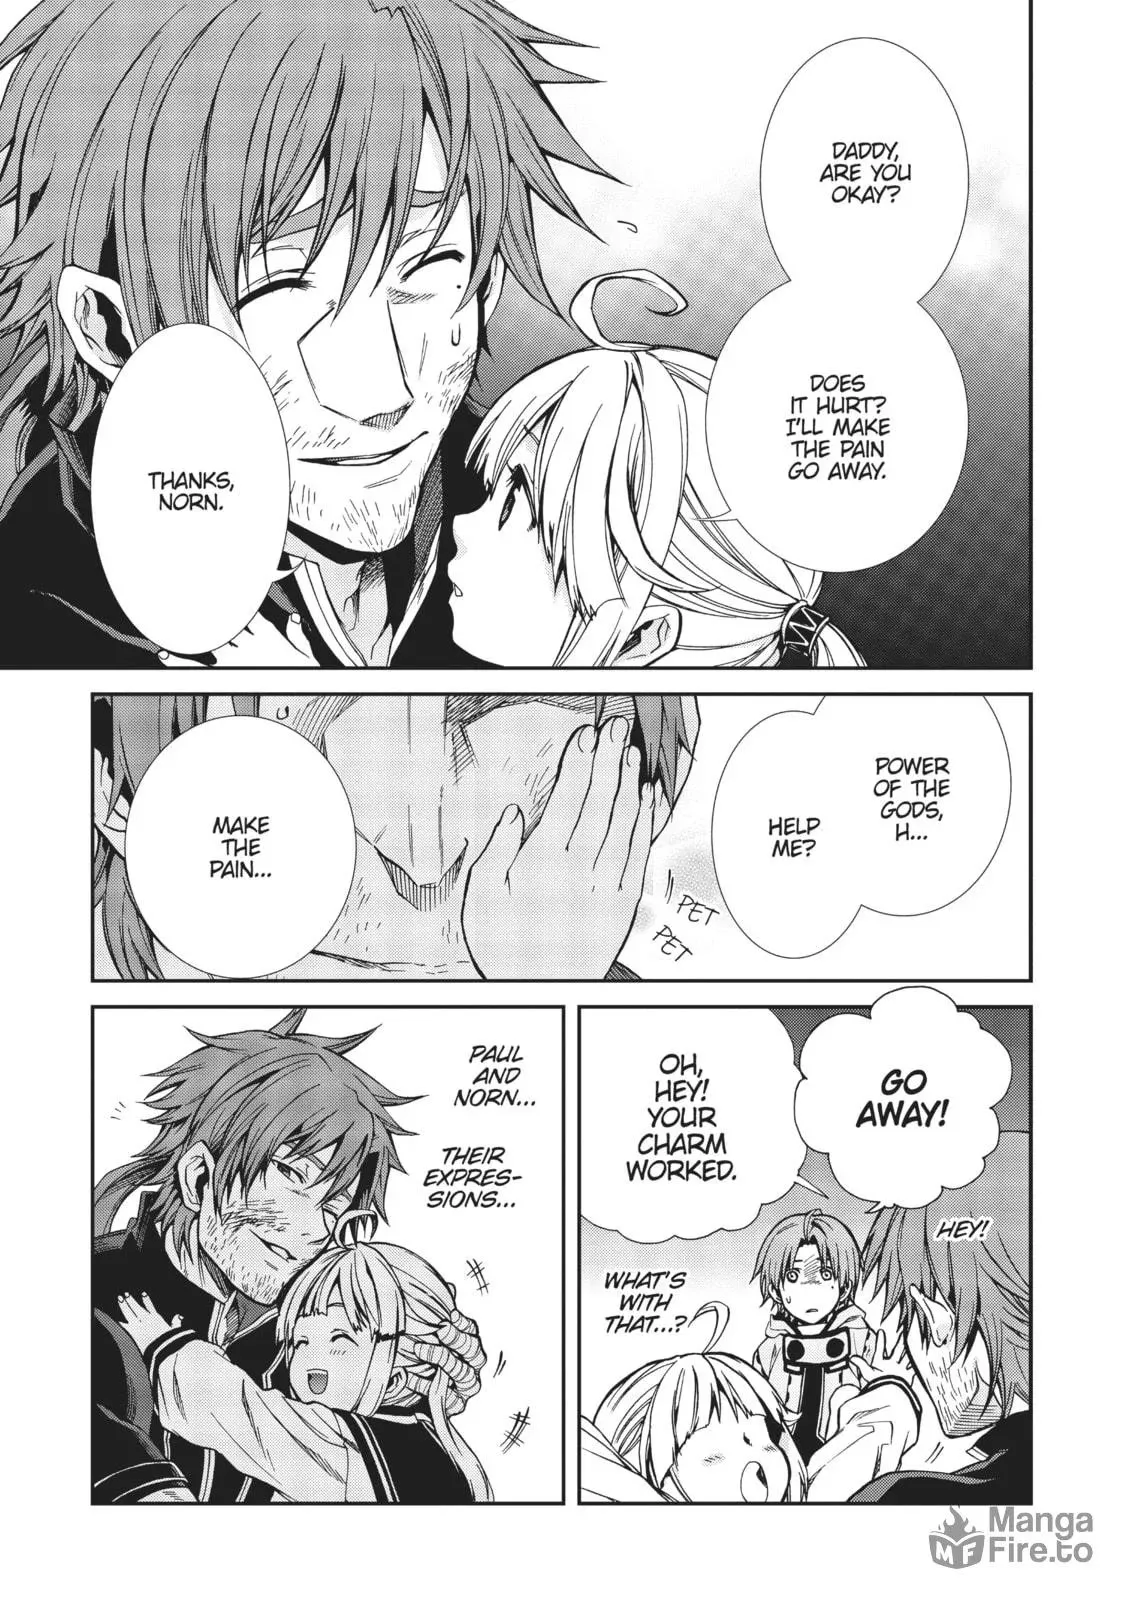 DADDY,
ARE YOU
OKAY?
DOES
IT HURT?
I'LL MAKE
THE PAIN
GO AWAY.
THANKS,
NORN.
POWER
OF THE
GODS,
H...
HELP
ME?
PET
PET
MAKE
THE
PAIN...
GO
AWAY!
HEY!
OH,
HEY!
YOUR
CHARM
WORKED.
WHAT'S
WITH
THAT...?
PAUL
AND
NORN...
THEIR
EXPRES-
SIONS...
MF
Manga
Fire.to